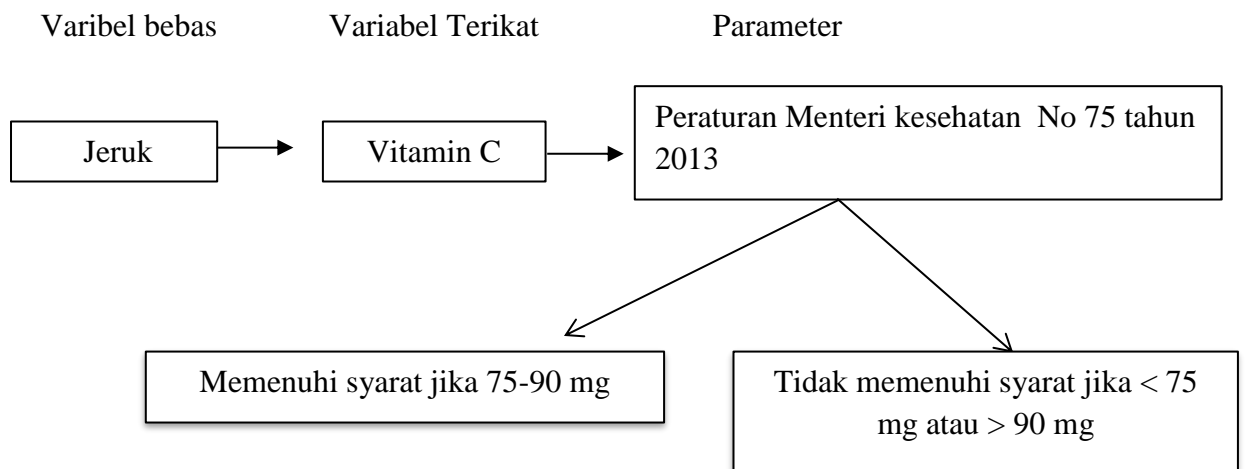 Varibel bebas Variabel Terikat Parameter
Jeruk Vitamin C Peraturan Menteri kesehatan No 75 tahun
2013
Memenuhi syarat jika 75-90 mg
Tidak memenuhi syarat jika < 75
mg atau > 90 mg